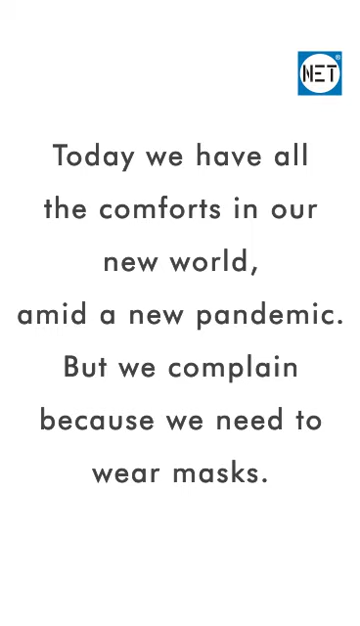 NET
Today we have all
the comforts in our
new world,
amid a new pandemic.
But we complain
because we need to
wear masks.